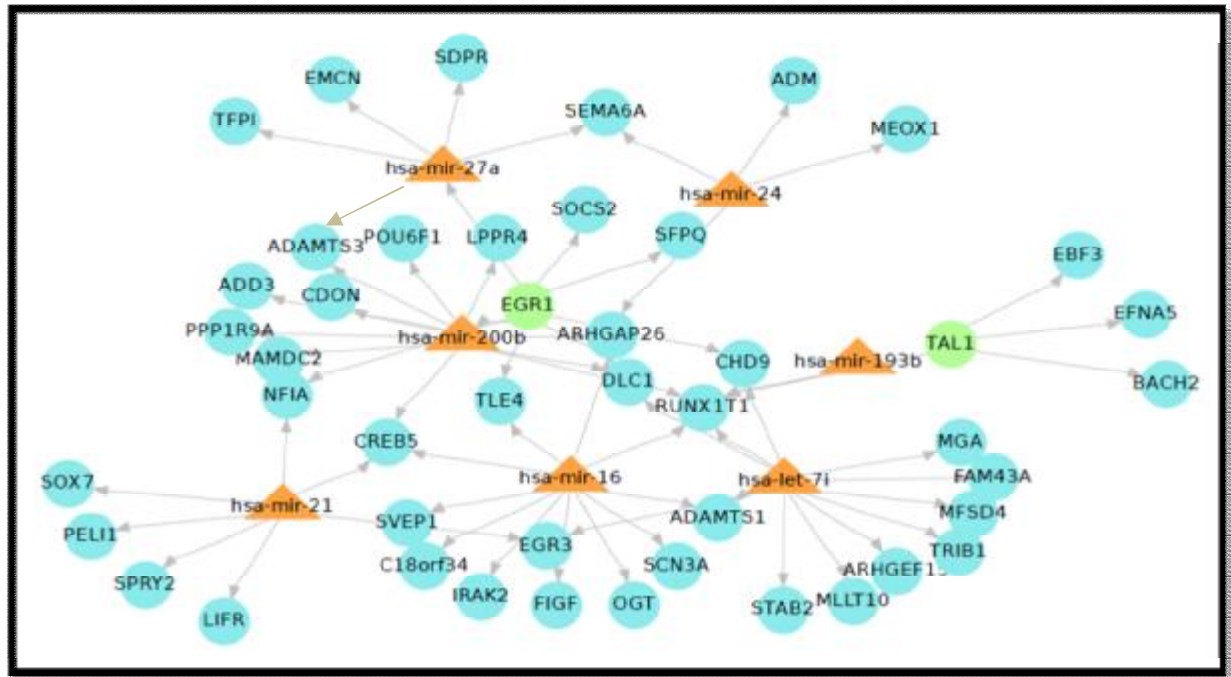 SDPR
EMCN
ADM
SEMA6A
TFPI
MEOX1
hsa-mir-27a
hsa-mir-24
SOCS2
ADAMTS3
POU6F1
LPPR4
SFPQ
EBF3
ADD3
CDON
EGR1
EFNA5
PPP1R9A
hsa-mir-200b
ARHGAP26
TAL1
MAMDC2
CHD9
hsa-mir-193b
NFIA
DLC1
BACH2
TLE4
RUNX1T1
CREB5
MGA
hsa-mir-16
hsa-let-7i
FAM43A
SOX7
hsa-mir-21
MFSD4
SVEP1
ADAMTS1
PELI1
EGR3
TRIB1
C18orf34
SCN3A
SPRY2
IRAK2
FIGF
OGT
STAB2
MLLT10
LIFR